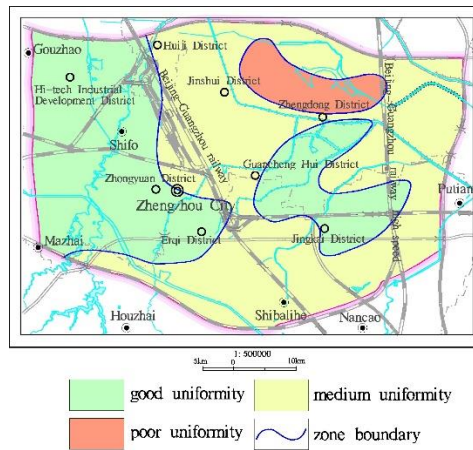 Gouzhao
Huiji District
Hi-tech Industrial
Development District
Jinshui District
Beijing-Guangzhou railway
Zhengdong District
Beijing-Guangzhou railway high speed
Shifo
Guancheng Hui District
Zhongyuan District
Zhengzhou City
Putian
Erqi District
Jingkai District
Mazhai
Houzhai
Shibalihe
Nancao
1: 500000
5km 0 10km
good uniformity
medium uniformity
poor uniformity
zone boundary